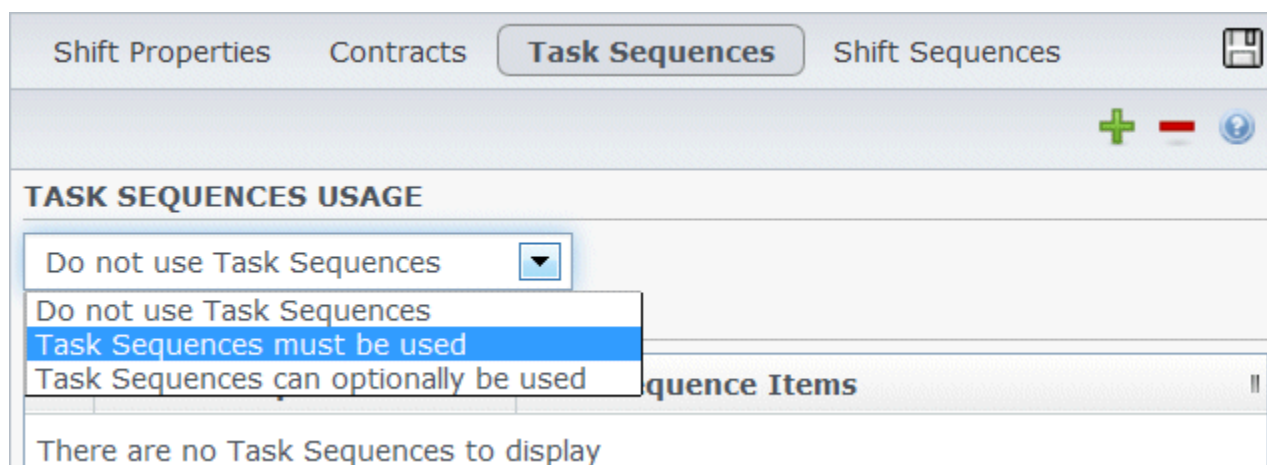 Shift Properties Contracts Task Sequences Shift Sequences
TASK SEQUENCES USAGE
Do not use Task Sequences
Do not use Task Sequences
Task Sequences must be used
Task Sequences can optionally be used
Items
There are no Task Sequences to display